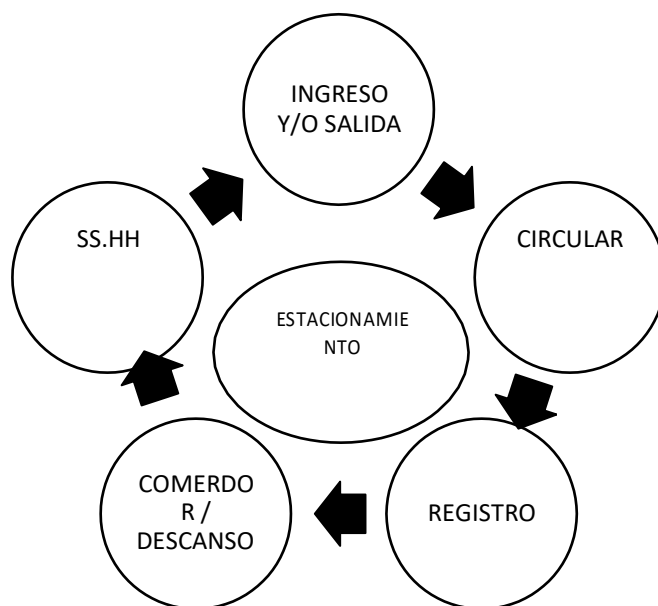 INGRESO
Y/O SALIDA
CIRCULAR
REGISTRO
COMERDO
R /
DESCANSO
SS.HH
ESTACIONAMIE
NTO